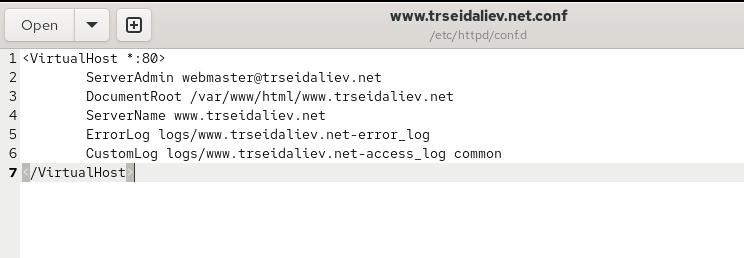 Open
www.trseidaliev.net.conf
/etc/httpd/conf.d
1 <VirtualHost *:80>
2 ServerAdmin webmaster@trseidaliev.net
3 DocumentRoot /var/www/html/www.trseidaliev.net
4 ServerName www.trseidaliev.net
5 ErrorLog logs/www.trseidaliev.net-error_log
6 CustomLog logs/www.trseidaliev.net-access_log common
7 </VirtualHost>